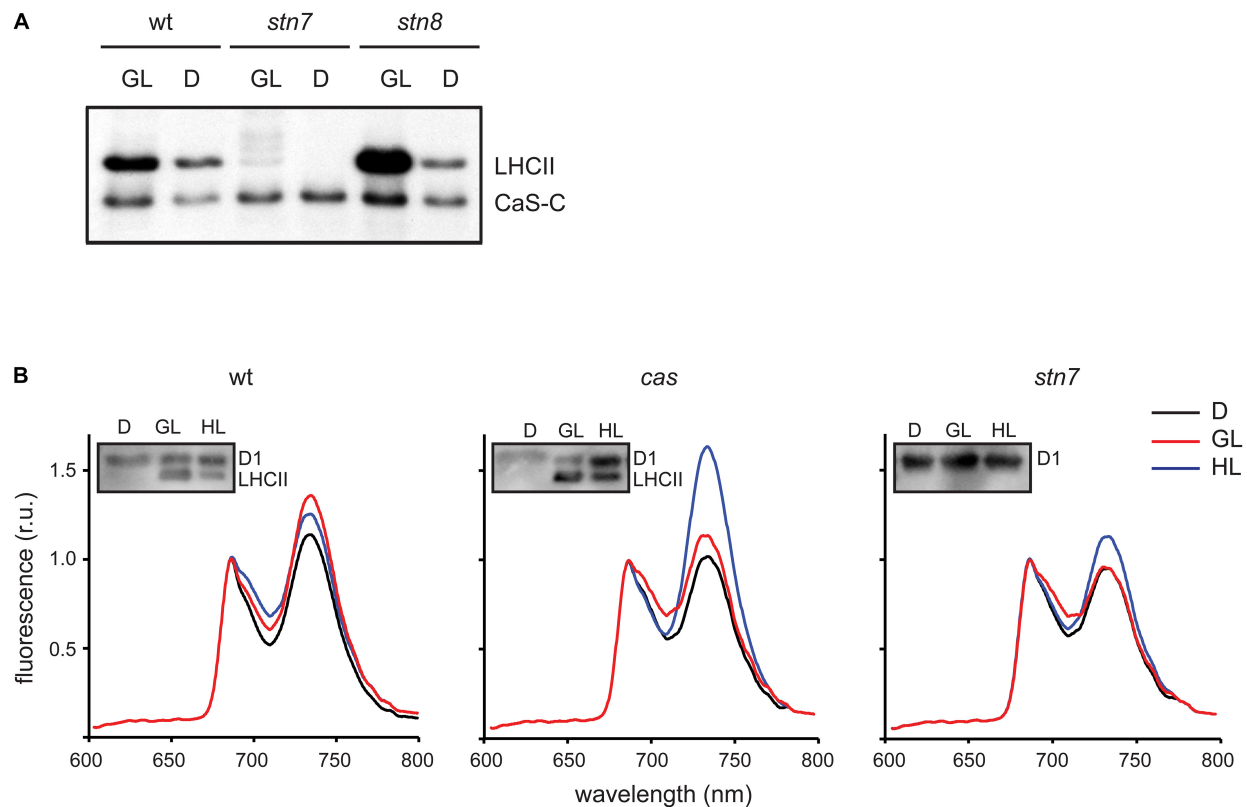 A
wt stn7 stn8
GL D GL D GL D
LHCII
CaS-C
B
wt cas stn7
D GL HL
D1
LHCII
D GL HL
D1
LHCII
D GL HL
D1
D
GL
HL
fluorescence (r.u.)
1.5
1.0
0.5
600 650 700 750 800
600 650 700 750 800
600 650 700 750 800
wavelength (nm)